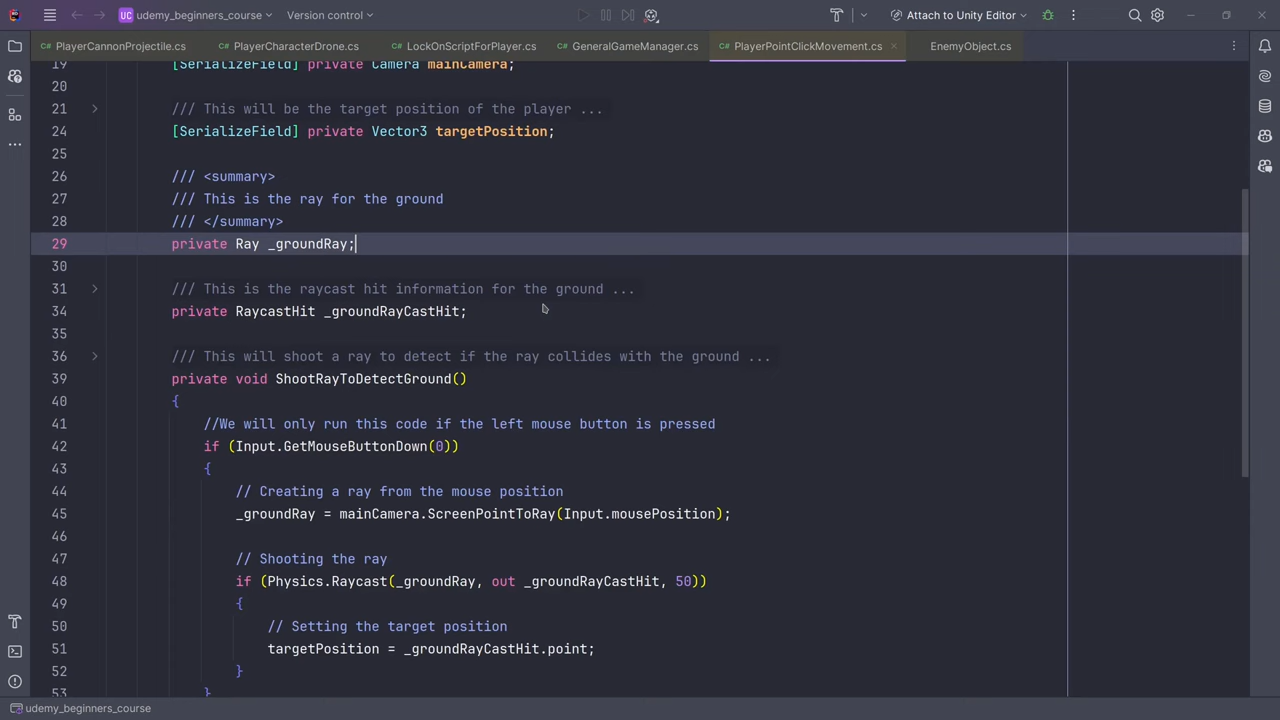 UC udemy_beginners_course Version control Attach to Unity Editor
C# PlayerCannonProjectile.cs C# PlayerCharacterDrone.cs C# LockOnScriptForPlayer.cs C# GeneralGameManager.cs C# PlayerPointClickMovement.cs EnemyObject.cs
19 [SerializeField] private Camera mainCamera;
20
21 /// This will be the target position of the player ...
24 [SerializeField] private Vector3 targetPosition;
25
26 /// <summary>
27 /// This is the ray for the ground
28 /// </summary>
29 private Ray _groundRay;
30
31 /// This is the raycast hit information for the ground ...
34 private RaycastHit _groundRayCastHit;
35
36 /// This will shoot a ray to detect if the ray collides with the ground ...
39 private void ShootRayToDetectGround()
40 {
41 //We will only run this code if the left mouse button is pressed
42 if (Input.GetMouseButtonDown(0))
43 {
44 // Creating a ray from the mouse position
45 _groundRay = mainCamera.ScreenPointToRay(Input.mousePosition);
46
47 // Shooting the ray
48 if (Physics.Raycast(_groundRay, out _groundRayCastHit, 50))
49 {
50 // Setting the target position
51 targetPosition = _groundRayCastHit.point;
52 }
53 }
udemy_beginners_course